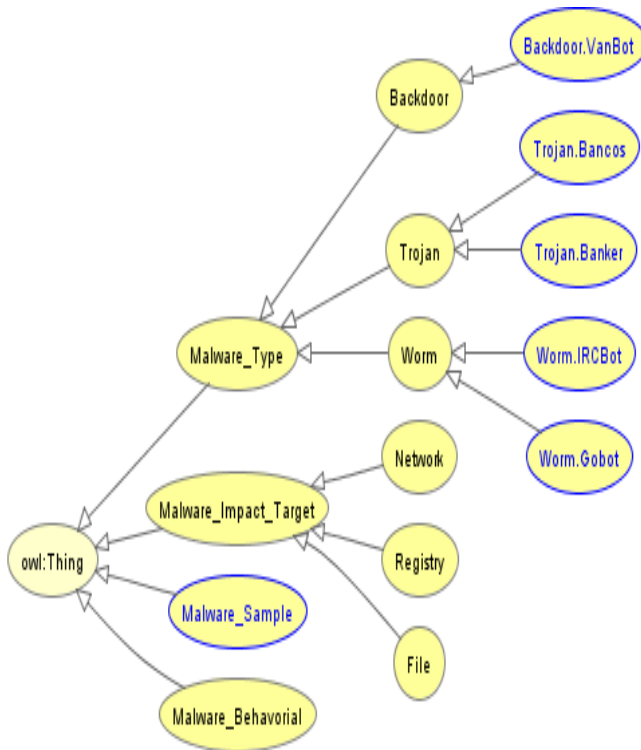 Backdoor.VanBot
Backdoor
Trojan.Bancos
Trojan
Trojan.Banker
Malware_Type
Worm
Worm.IRCBot
Network
Worm.Gobot
Malware_Impact_Target
owl:Thing
Registry
Malware_Sample
File
Malware_Behavorial